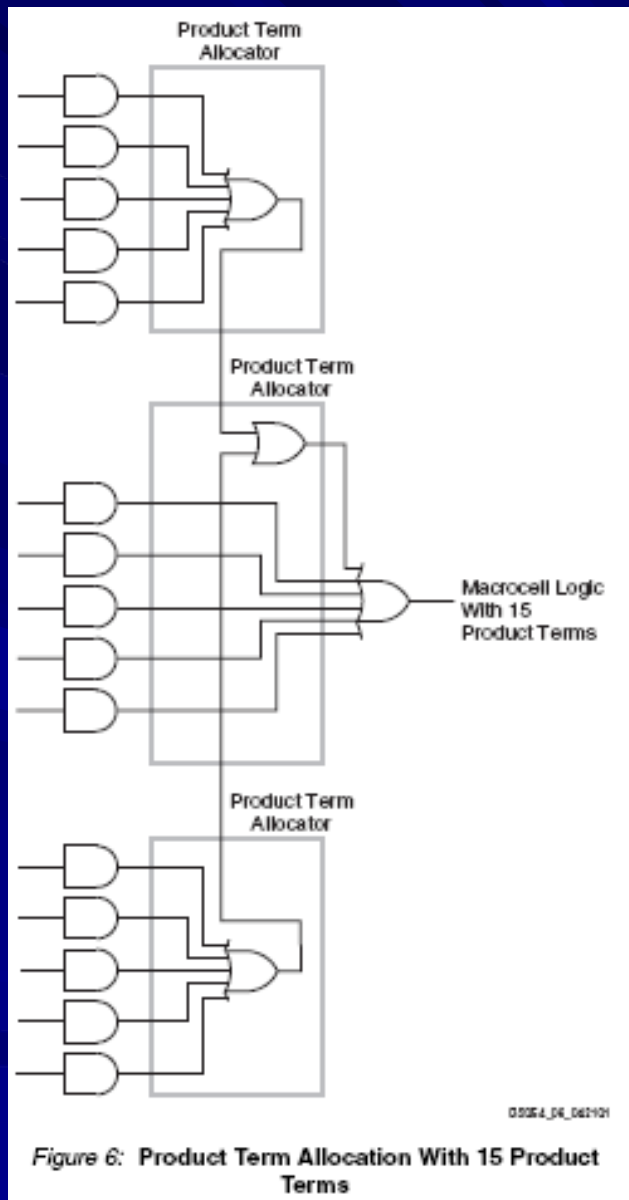 Product Term
Allocator
Product Term
Allocator
Macrocell Logic
With 15
Product Terms
Product Term
Allocator
DS054_06_042101
Figure 6: Product Term Allocation With 15 Product
Terms